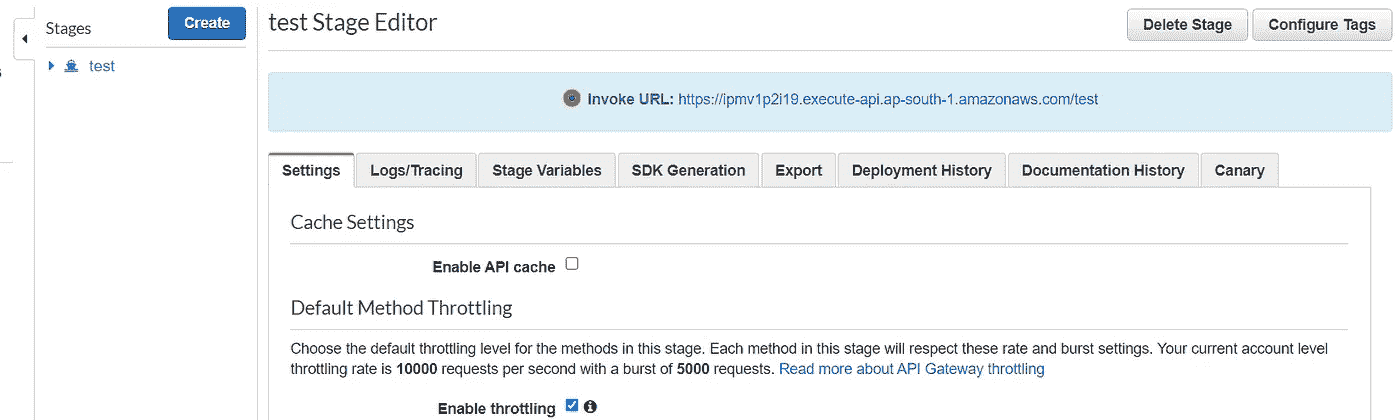 Stages
Create
test
test Stage Editor
Delete Stage
Configure Tags
Invoke URL: https://ipmv1p2i19.execute-api.ap-south-1.amazonaws.com/test
Settings
Logs/Tracing
Stage Variables
SDK Generation
Export
Deployment History
Documentation History
Canary
Cache Settings
Enable API cache
Default Method Throttling
Choose the default throttling level for the methods in this stage. Each method in this stage will respect these rate and burst settings. Your current account level
throttling rate is 10000 requests per second with a burst of 5000 requests. Read more about API Gateway throttling
Enable throttling